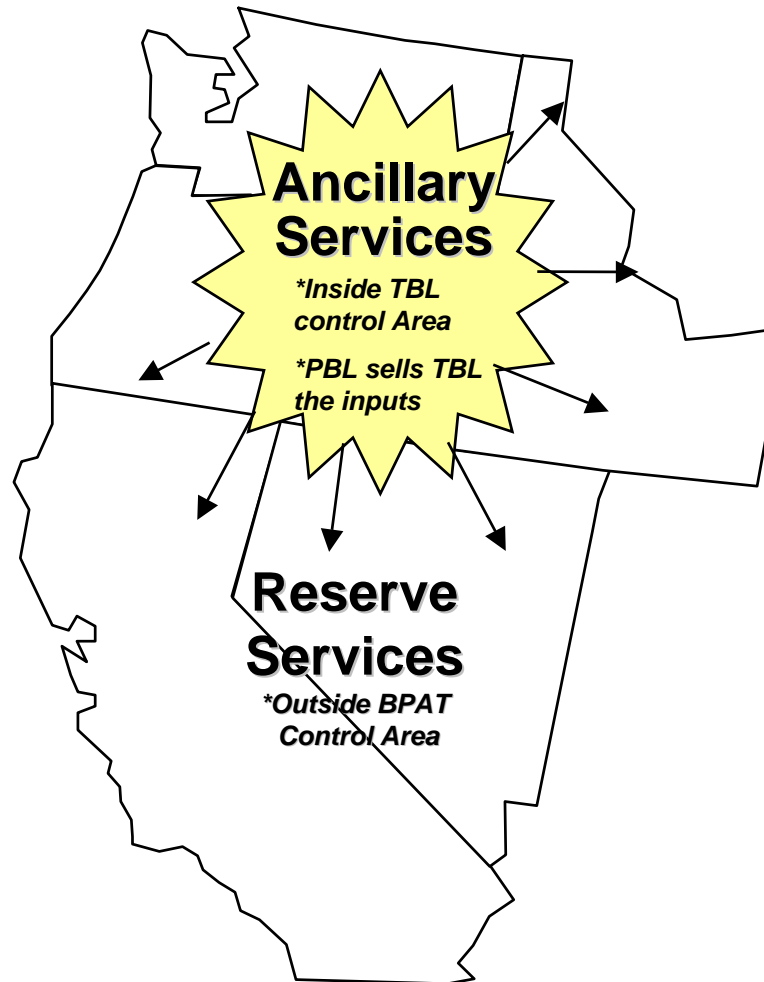 Ancillary
Services
*Inside TBL
control Area
*PBL sells TBL
the inputs
Reserve
Services
*Outside BPAT
Control Area